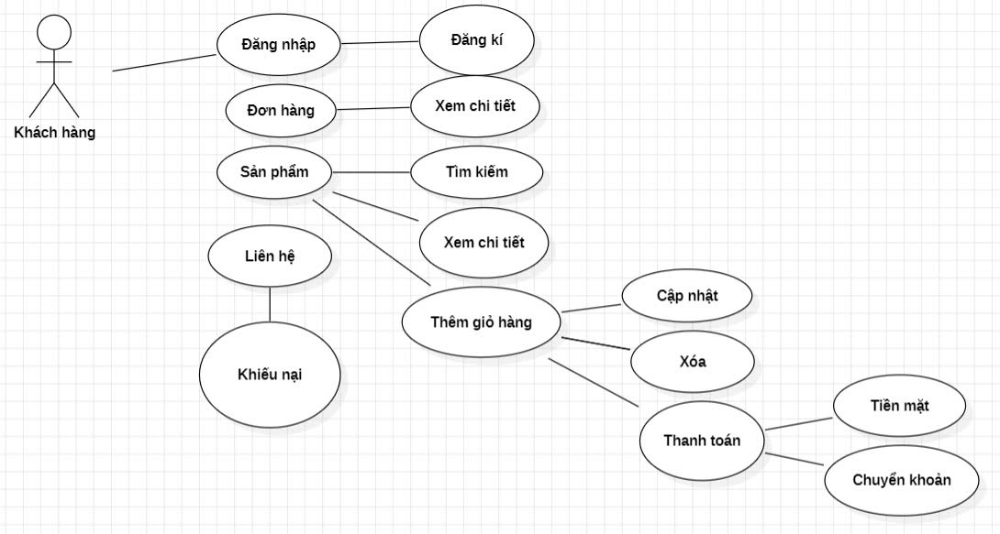 Đăng nhập
Đăng kí
Khách hàng
Đơn hàng
Xem chi tiết
Sản phẩm
Tìm kiếm
Xem chi tiết
Liên hệ
Thêm giỏ hàng
Cập nhật
Xóa
Khiếu nại
Thanh toán
Tiền mặt
Chuyển khoản